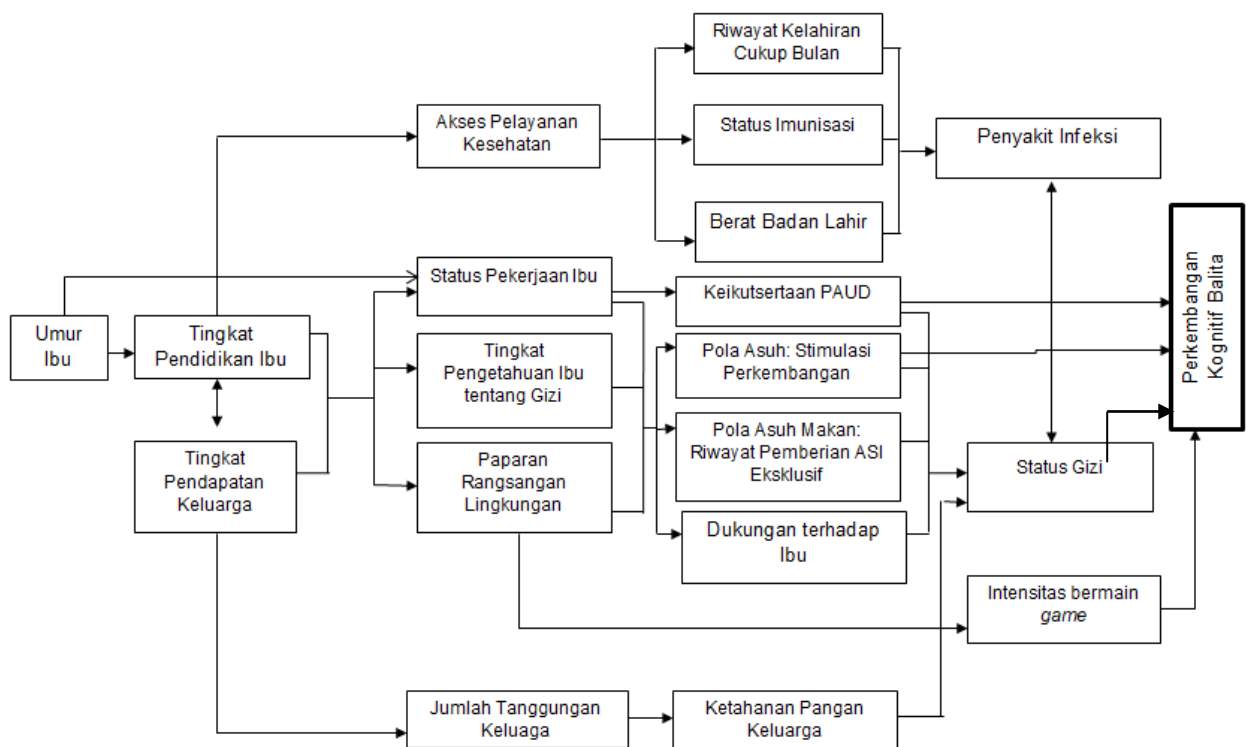 Riwayat Kelahiran
Cukup Bulan
Akses Pelayanan
Kesehatan
Status Imunisasi
Penyakit Infeksi
Berat Badan Lahir
Status Pekerjaan Ibu
Keikutsertaan PAUD
Umur
Ibu
Tingkat
Pendidikan Ibu
Tingkat
Pengetahuan Ibu
tentang Gizi
Pola Asuh: Stimulasi
Perkembangan
Perkembangan
Kognitif Balita
Pola Asuh Makan:
Riwayat Pemberian ASI
Eksklusif
Tingkat
Pendapatan
Keluarga
Paparan
Rangsangan
Lingkungan
Status Gizi
Dukungan terhadap
Ibu
Intensitas bermain
game
Jumlah Tanggungan
Keluaga
Ketahanan Pangan
Keluarga